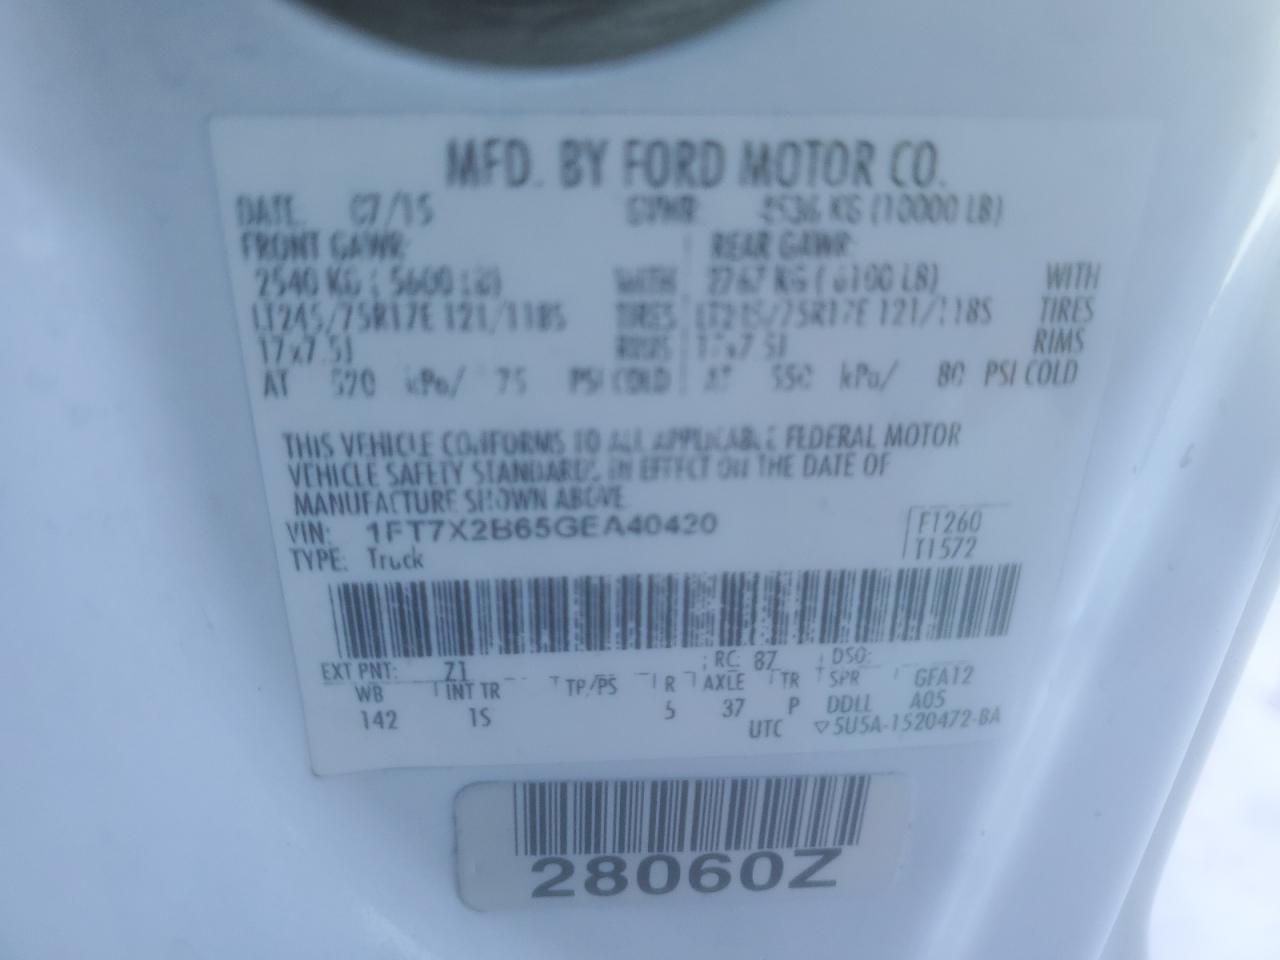 MFD. BY FORD MOTOR CO.
DATE: 07/15 GVWR: 4536 KG (10000 LB)
FRONT GAWR: REAR GAWR:
2540 KG ( 5600 LB) WITH 2767 KG ( 6100 LB) WITH
LT245/75R17E 121/118S TIRES LT245/75R17E 121/118S TIRES
17x7.5J RIMS 17x7.5J RIMS
AT 520 kPa/ 75 PSI COLD AT 550 kPa/ 80 PSI COLD
THIS VEHICLE CONFORMS TO ALL APPLICABLE FEDERAL MOTOR
VEHICLE SAFETY STANDARDS IN EFFECT ON THE DATE OF
MANUFACTURE SHOWN ABOVE.
VIN: 1FT7X2B65GEA40420
F1260
T1572
TYPE: Truck
EXT PNT: Z1 RC: 87 DSO:
WB INT TR TP/PS R AXLE TR SPR GFA12
142 1S 5 37 P DDLL A05
UTC ▽5U5A-1520472-BA
28060Z